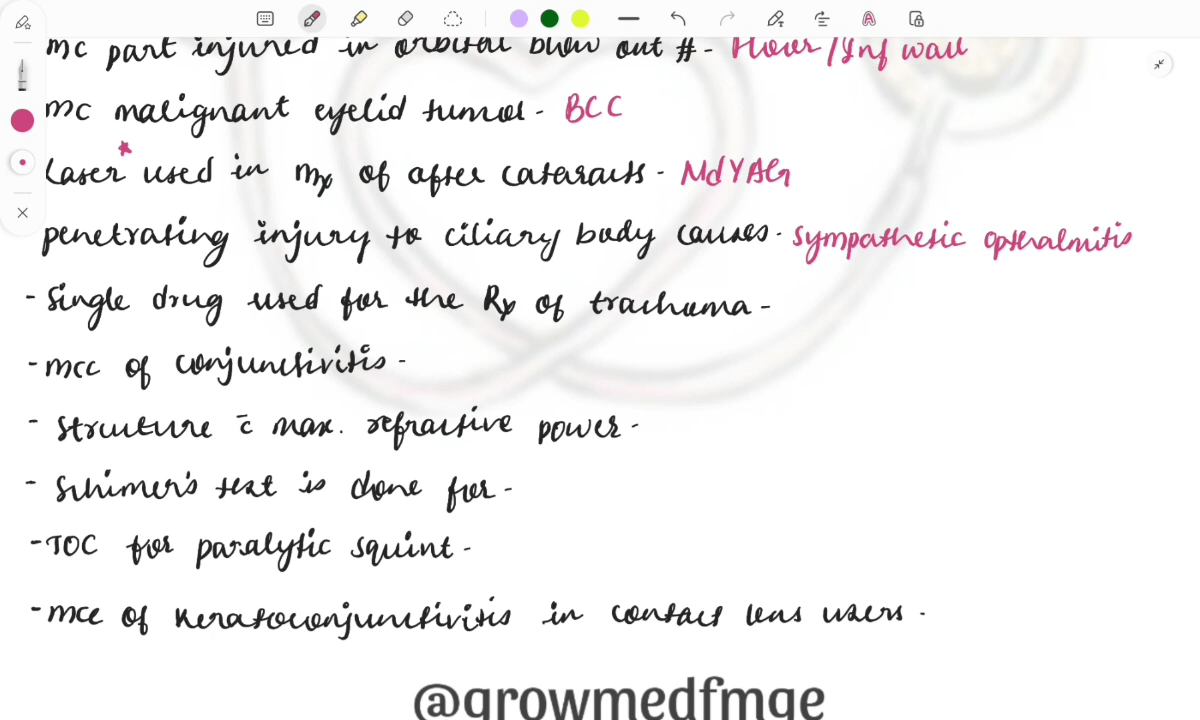 mc part injured in orbital blow out # - Floor/Inf wall
mc malignant eyelid tumor - BCC
Laser* used in Mx of after cataracts - NdYAG
penetrating injury to ciliary body causes - sympathetic opthalmitis
- Single drug used for the Rx of trachoma -
- mcc of conjunctivitis -
- structure c̄ max. refractive power -
- Schimer's test is done for -
- TOC for paralytic squint -
- mcc of keratoconjunctivitis in contact lens users -
@growmedfmge